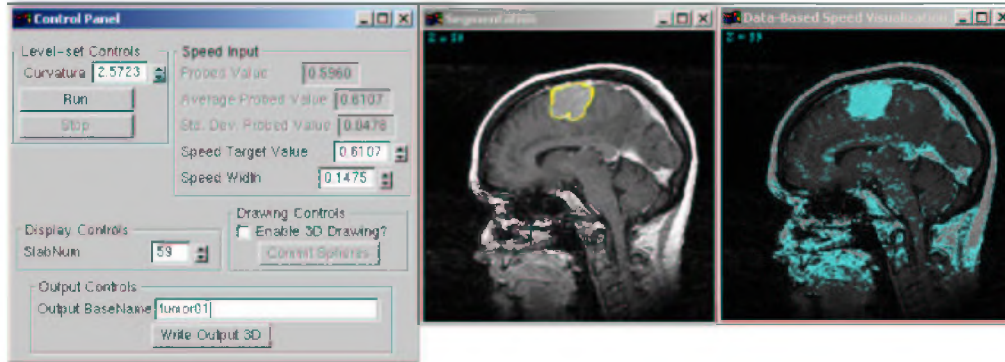 Control Panel
Level-set Controls
Curvature 2.5723
Run
Stop
Speed Input
Probed Value 0.5960
Average Probed Value 0.6107
Std. Dev. Probed Value 0.0478
Speed Target Value 0.6107
Speed Width 0.1475
Display Controls
SlabNum 59
Drawing Controls
Enable 3D Drawing?
Commit Spheres
Output Controls
Output BaseName tumor01
Write Output 3D
Segmentation
Z = 59
Data-Based Speed Visualization
Z = 59